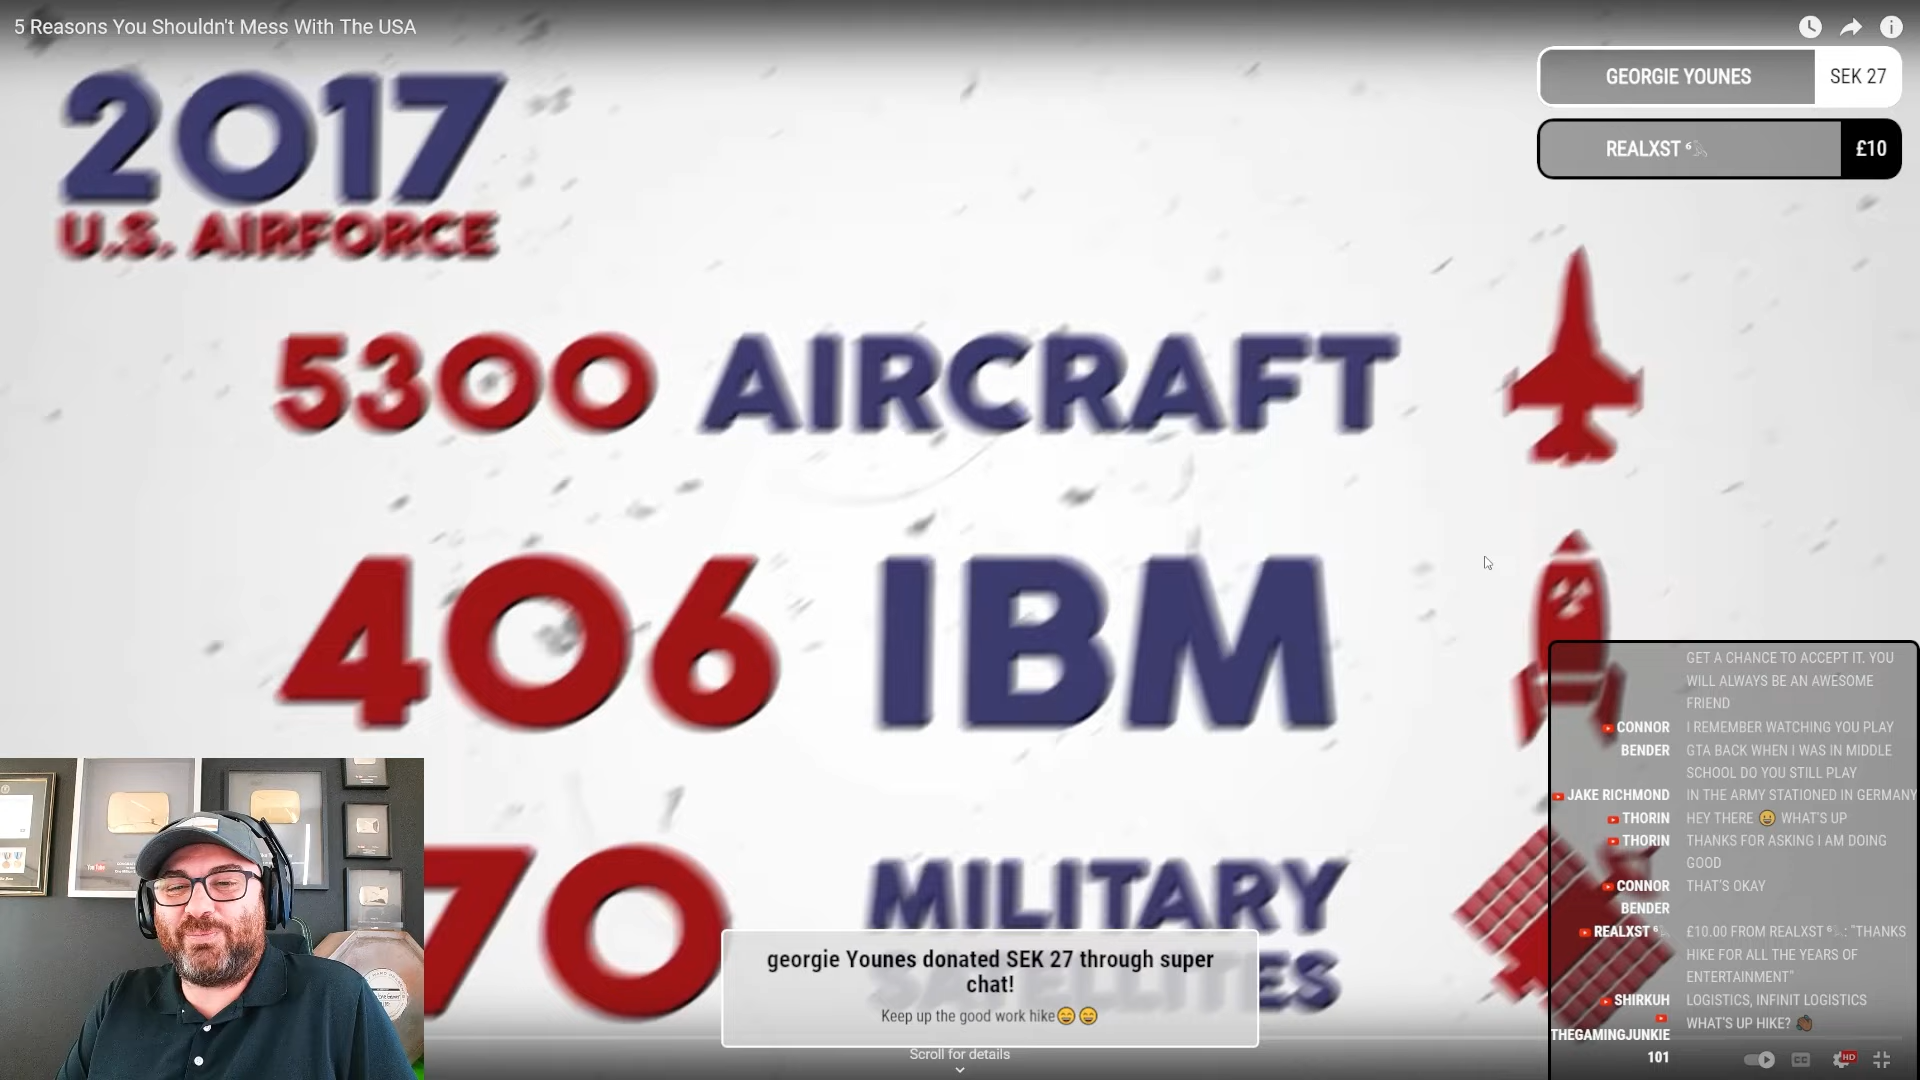 5 Reasons You Shouldn't Mess With The USA
GEORGIE YOUNES
SEK 27
REALXST
£10
2017
U.S. AIRFORCE
5300 AIRCRAFT
406 IBM
70 MILITARY
SATELLITES
georgie Younes donated SEK 27 through super
chat!
Keep up the good work hike😄😄
Scroll for details
GET A CHANCE TO ACCEPT IT. YOU
WILL ALWAYS BE AN AWESOME
FRIEND
CONNOR BENDER
I REMEMBER WATCHING YOU PLAY
GTA BACK WHEN I WAS IN MIDDLE
SCHOOL DO YOU STILL PLAY
JAKE RICHMOND
IN THE ARMY STATIONED IN GERMANY
THORIN
HEY THERE 😀 WHAT'S UP
THORIN
THANKS FOR ASKING I AM DOING
GOOD
CONNOR BENDER
THAT'S OKAY
REALXST
£10.00 FROM REALXST : "THANKS
HIKE FOR ALL THE YEARS OF
ENTERTAINMENT"
SHIRKUH
LOGISTICS, INFINIT LOGISTICS
THEGAMINGJUNKIE
101
WHAT'S UP HIKE?
CC
HD